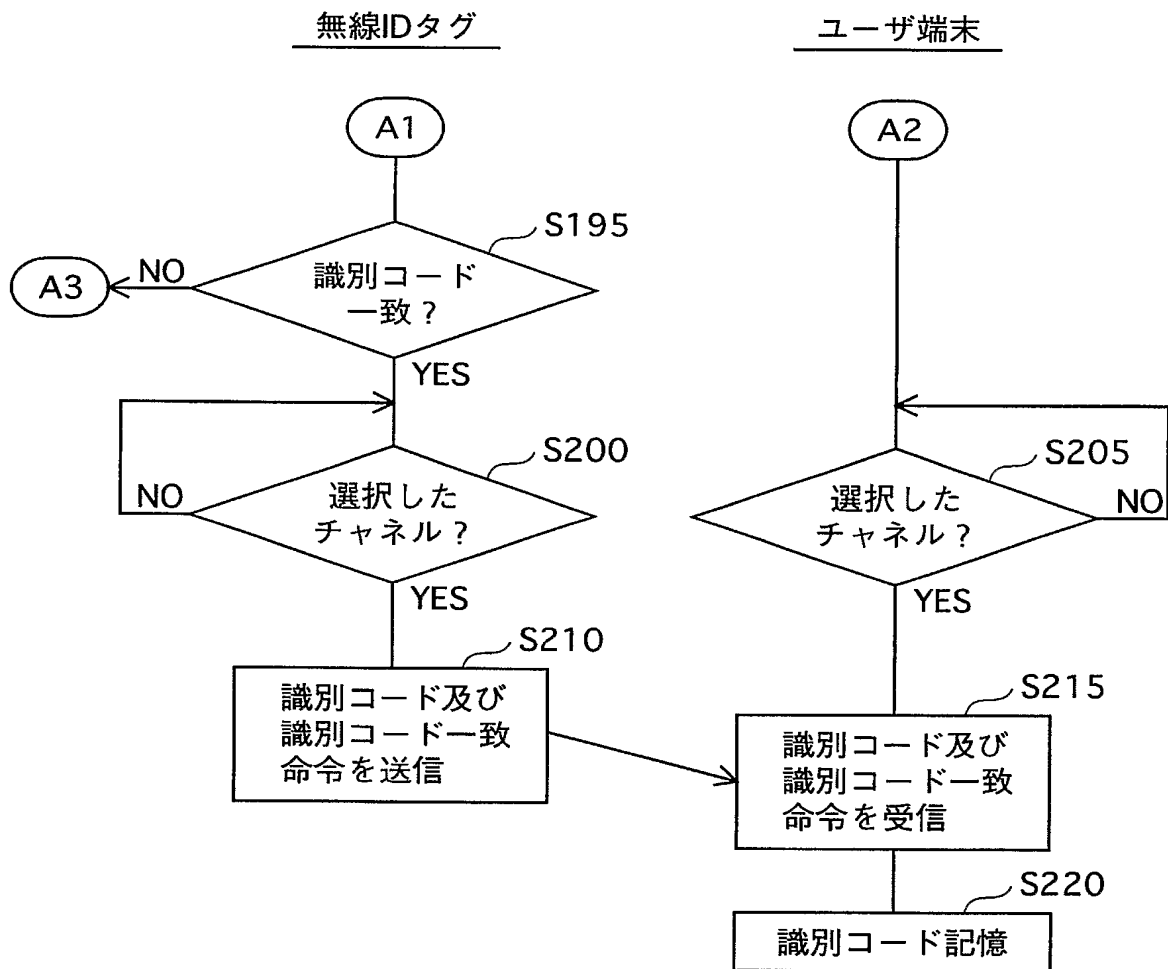 無線IDタグ
ユーザ端末
A1
A2
S195
A3
NO
識別コード
一致？
YES
S200
S205
NO
選択した
チャネル？
選択した
チャネル？
NO
YES
YES
S210
識別コード及び
識別コード一致
命令を送信
S215
識別コード及び
識別コード一致
命令を受信
S220
識別コード記憶